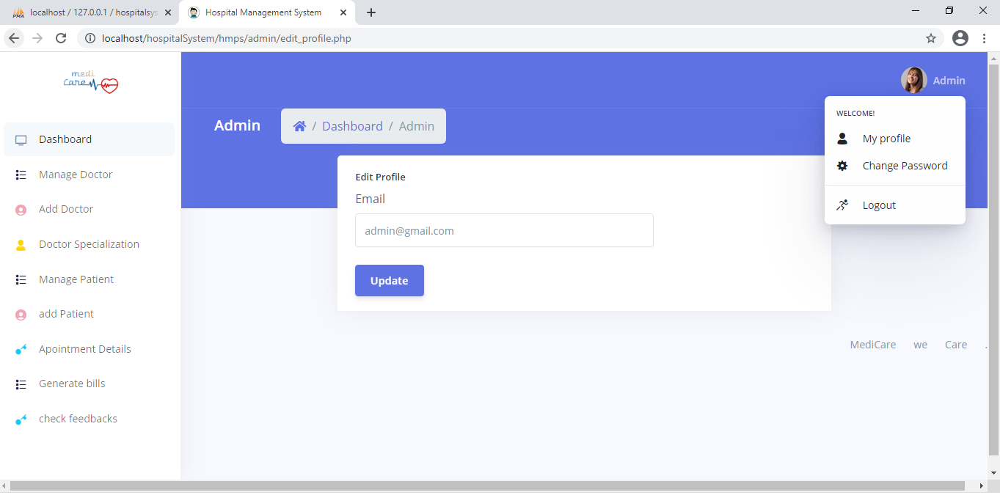 localhost / 127.0.0.1 / hospitalsys
Hospital Management System
localhost/hospitalSystem/hmps/admin/edit_profile.php
medi
Care
Dashboard
Manage Doctor
Add Doctor
Doctor Specialization
Manage Patient
add Patient
Apointment Details
Generate bills
check feedbacks
Admin
Admin / Dashboard / Admin
WELCOME!
My profile
Change Password
Logout
Edit Profile
Email
admin@gmail.com
Update
MediCare we Care .